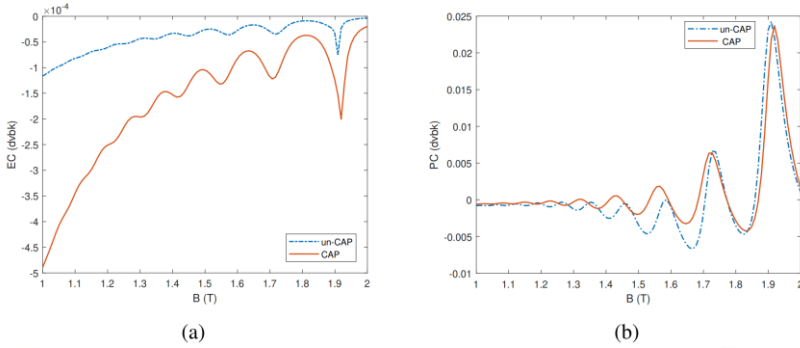 ×10⁻⁴
0
-0.5
-1
-1.5
-2
-2.5
-3
-3.5
-4
-4.5
-5
EC (dvbk)
un-CAP
CAP
1 1.1 1.2 1.3 1.4 1.5 1.6 1.7 1.8 1.9 2
B (T)
(a)
0.025
0.02
0.015
0.01
0.005
0
-0.005
-0.01
PC (dvbk)
un-CAP
CAP
1 1.1 1.2 1.3 1.4 1.5 1.6 1.7 1.8 1.9 2
B (T)
(b)